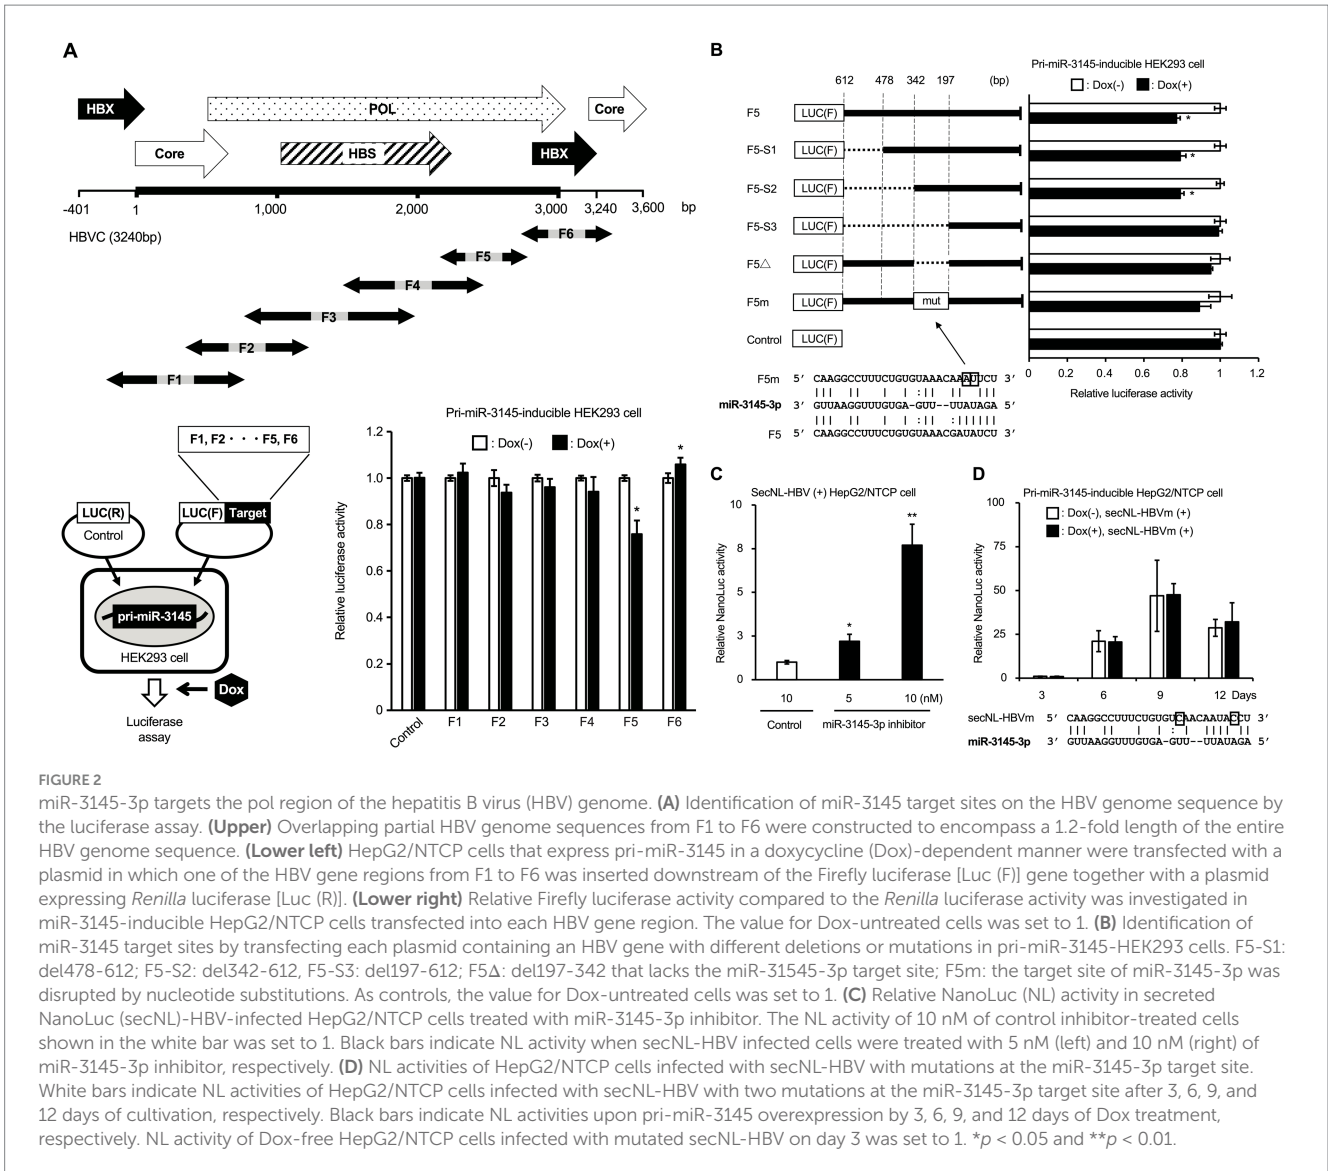 A
HBX
POL
Core
Core
HBS
HBX
-401 1 1,000 2,000 3,000 3,240 3,600 bp
HBVC (3240bp)
F6
F5
F4
F3
F2
F1
F1, F2 · · · F5, F6
LUC(R)
Control
LUC(F) Target
pri-miR-3145
HEK293 cell
Dox
Luciferase
assay
Pri-miR-3145-inducible HEK293 cell
: Dox(-) : Dox(+)
Relative luciferase activity
1.2
1.0
0.8
0.6
0.4
0.2
0
* *
Control F1 F2 F3 F4 F5 F6
B
612 478 342 197 (bp)
F5 LUC(F)
F5-S1 LUC(F)
F5-S2 LUC(F)
F5-S3 LUC(F)
F5△ LUC(F)
F5m LUC(F) mut
Control LUC(F)
Pri-miR-3145-inducible HEK293 cell
: Dox(-) : Dox(+)
*
*
*
0 0.2 0.4 0.6 0.8 1 1.2
Relative luciferase activity
F5m 5′ CAAGGCCUUUCUGUGUAAACAAAUUCU 3′
miR-3145-3p 3′ GUUAAGGUUUGUGA-GUU--UUAUAGA 5′
F5 5′ CAAGGCCUUUCUGUGUAAACGAUAUCU 3′
C
SecNL-HBV (+) HepG2/NTCP cell
Relative NanoLuc activity
10
8
5
3
0
*
**
10 5 10 (nM)
Control miR-3145-3p inhibitor
D
Pri-miR-3145-inducible HepG2/NTCP cell
: Dox(-), secNL-HBVm (+)
: Dox(+), secNL-HBVm (+)
Relative NanoLuc activity
100
75
50
25
0
3 6 9 12 Days
secNL-HBVm 5′ CAAGGCCUUUCUGUGUCAACAAUACCU 3′
miR-3145-3p 3′ GUUAAGGUUUGUGA-GUU--UUAUAGA 5′
FIGURE 2
miR-3145-3p targets the pol region of the hepatitis B virus (HBV) genome. (A) Identification of miR-3145 target sites on the HBV genome sequence by
the luciferase assay. (Upper) Overlapping partial HBV genome sequences from F1 to F6 were constructed to encompass a 1.2-fold length of the entire
HBV genome sequence. (Lower left) HepG2/NTCP cells that express pri-miR-3145 in a doxycycline (Dox)-dependent manner were transfected with a
plasmid in which one of the HBV gene regions from F1 to F6 was inserted downstream of the Firefly luciferase [Luc (F)] gene together with a plasmid
expressing Renilla luciferase [Luc (R)]. (Lower right) Relative Firefly luciferase activity compared to the Renilla luciferase activity was investigated in
miR-3145-inducible HepG2/NTCP cells transfected into each HBV gene region. The value for Dox-untreated cells was set to 1. (B) Identification of
miR-3145 target sites by transfecting each plasmid containing an HBV gene with different deletions or mutations in pri-miR-3145-HEK293 cells. F5-S1:
del478-612; F5-S2: del342-612, F5-S3: del197-612; F5Δ: del197-342 that lacks the miR-31545-3p target site; F5m: the target site of miR-3145-3p was
disrupted by nucleotide substitutions. As controls, the value for Dox-untreated cells was set to 1. (C) Relative NanoLuc (NL) activity in secreted
NanoLuc (secNL)-HBV-infected HepG2/NTCP cells treated with miR-3145-3p inhibitor. The NL activity of 10 nM of control inhibitor-treated cells
shown in the white bar was set to 1. Black bars indicate NL activity when secNL-HBV infected cells were treated with 5 nM (left) and 10 nM (right) of
miR-3145-3p inhibitor, respectively. (D) NL activities of HepG2/NTCP cells infected with secNL-HBV with mutations at the miR-3145-3p target site.
White bars indicate NL activities of HepG2/NTCP cells infected with secNL-HBV with two mutations at the miR-3145-3p target site after 3, 6, 9, and
12 days of cultivation, respectively. Black bars indicate NL activities upon pri-miR-3145 overexpression by 3, 6, 9, and 12 days of Dox treatment,
respectively. NL activity of Dox-free HepG2/NTCP cells infected with mutated secNL-HBV on day 3 was set to 1. *p < 0.05 and **p < 0.01.